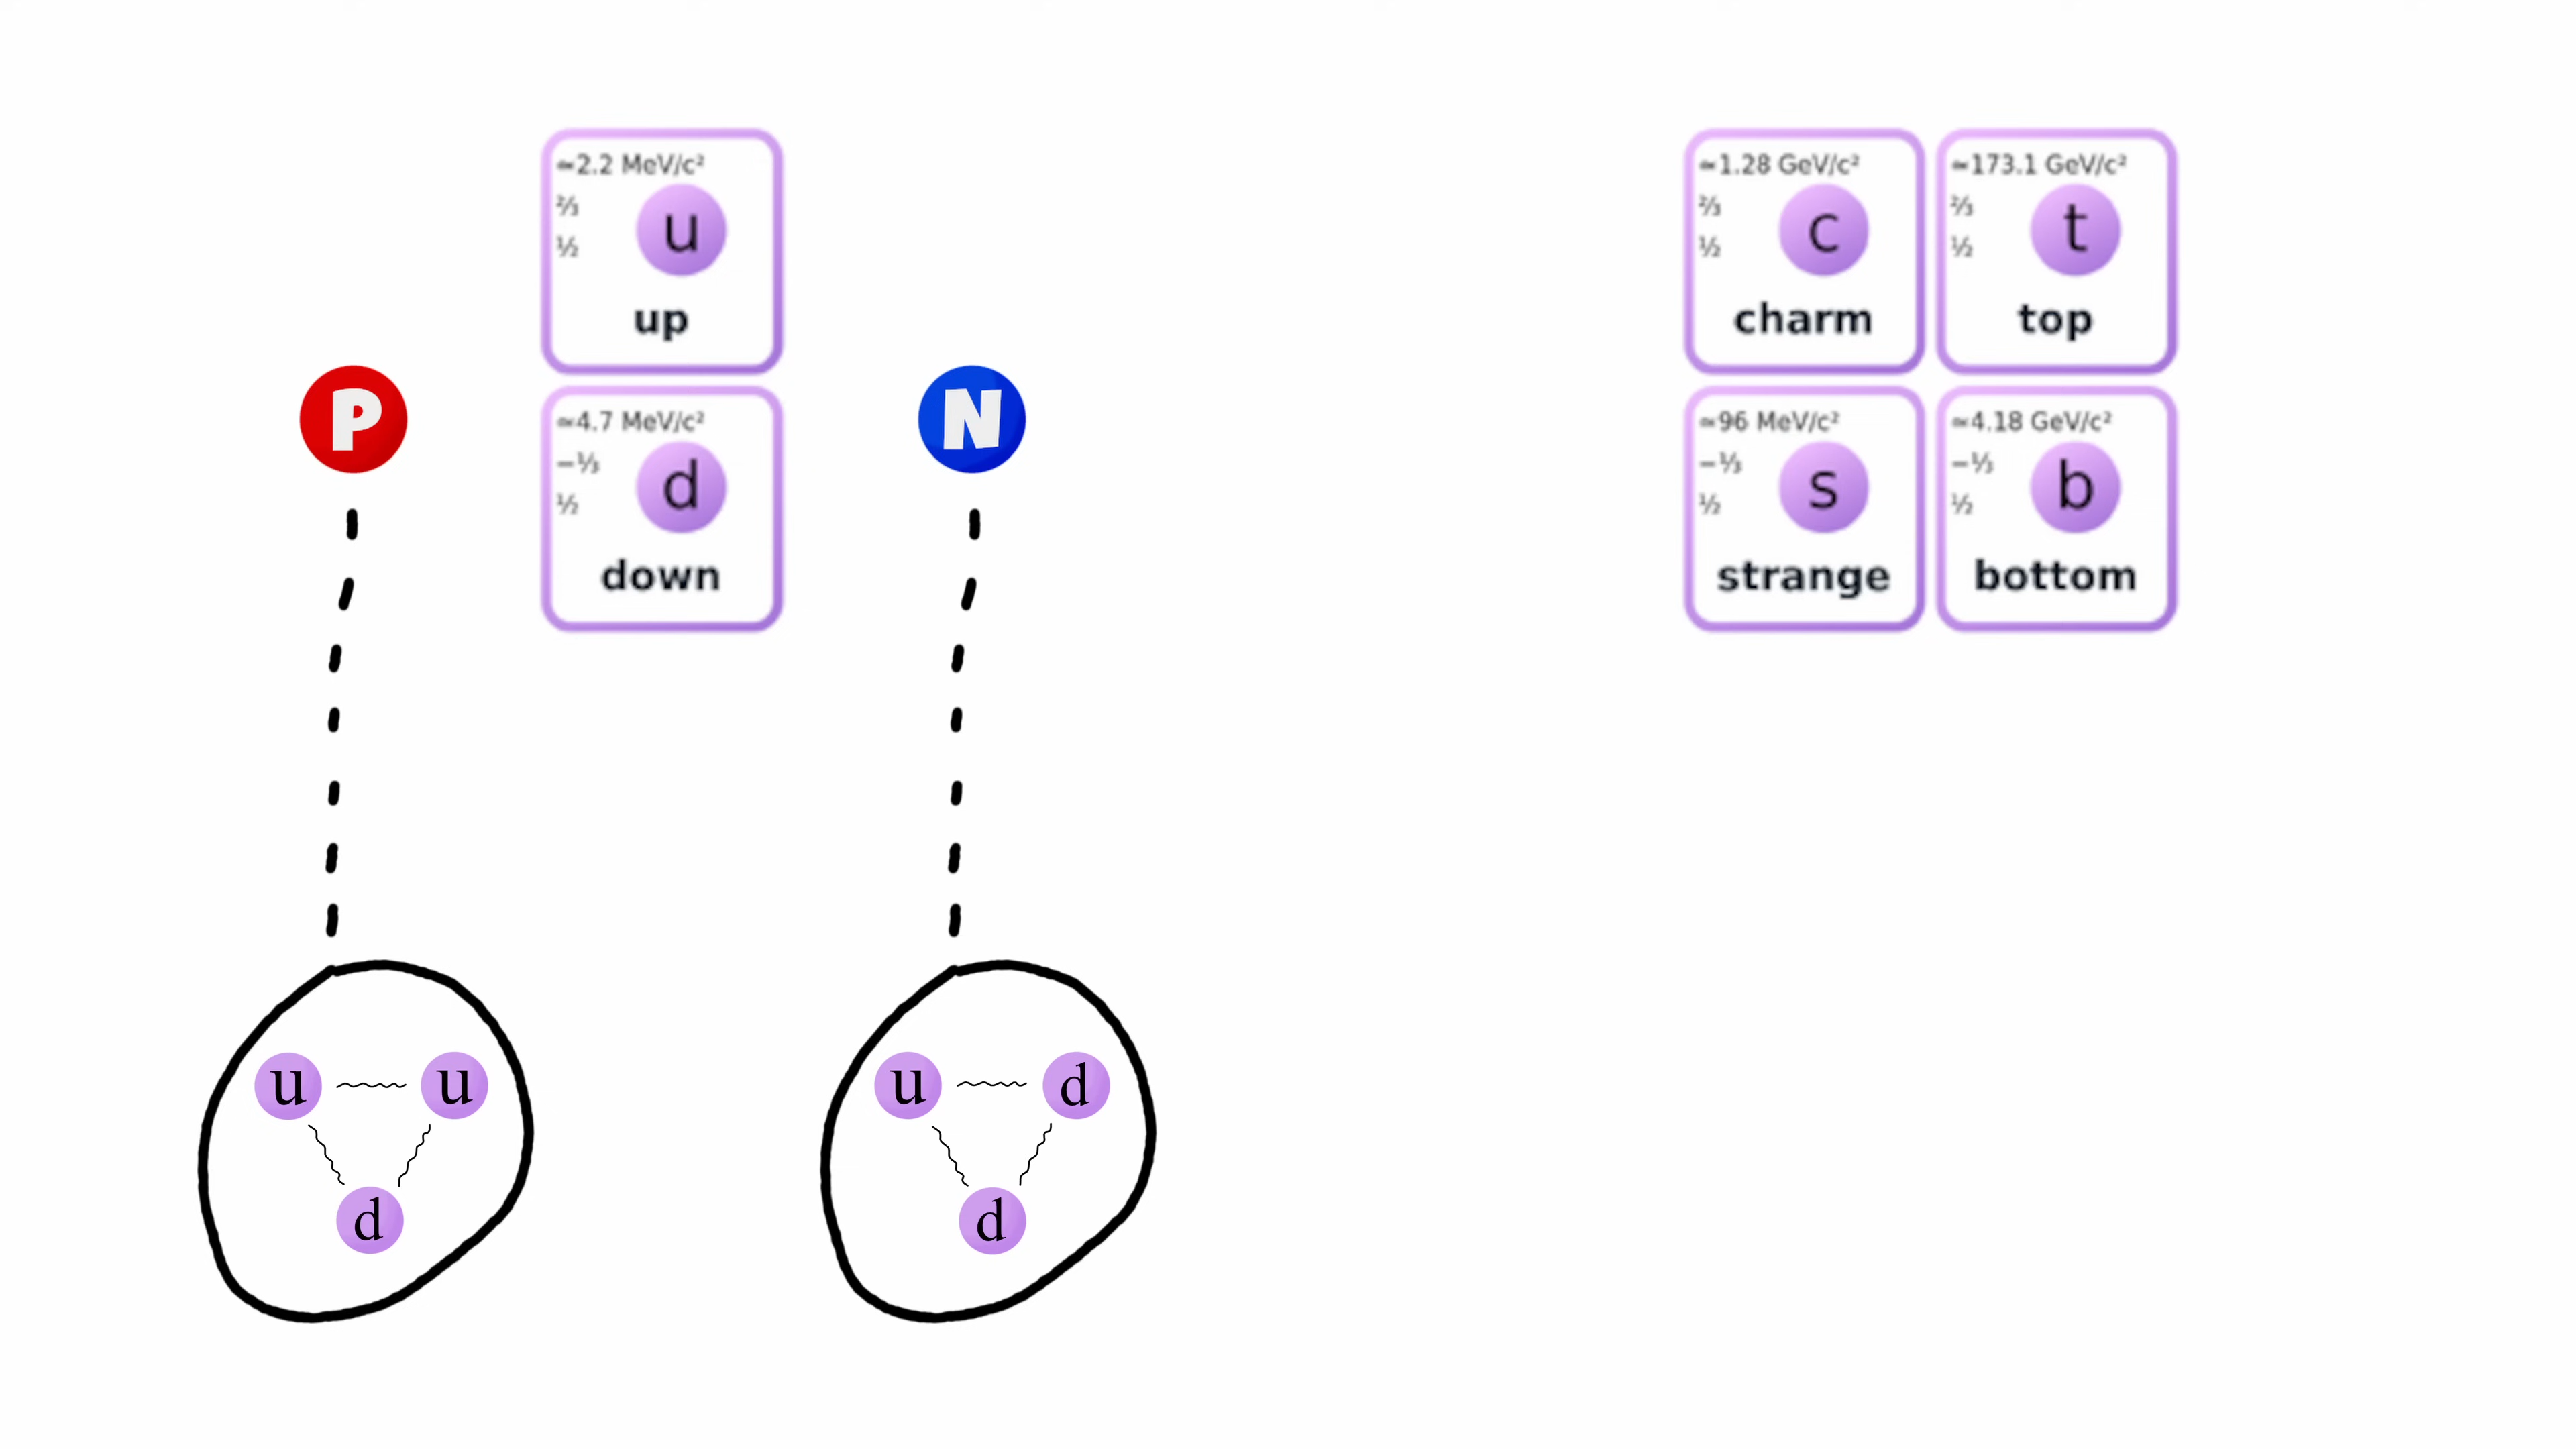 ≃2.2 MeV/c²
⅔
½
u
up
≃4.7 MeV/c²
−⅓
½
d
down
P
N
≃1.28 GeV/c²
⅔
½
c
charm
≃173.1 GeV/c²
⅔
½
t
top
≃96 MeV/c²
−⅓
½
s
strange
≃4.18 GeV/c²
−⅓
½
b
bottom
u u
d
u d
d